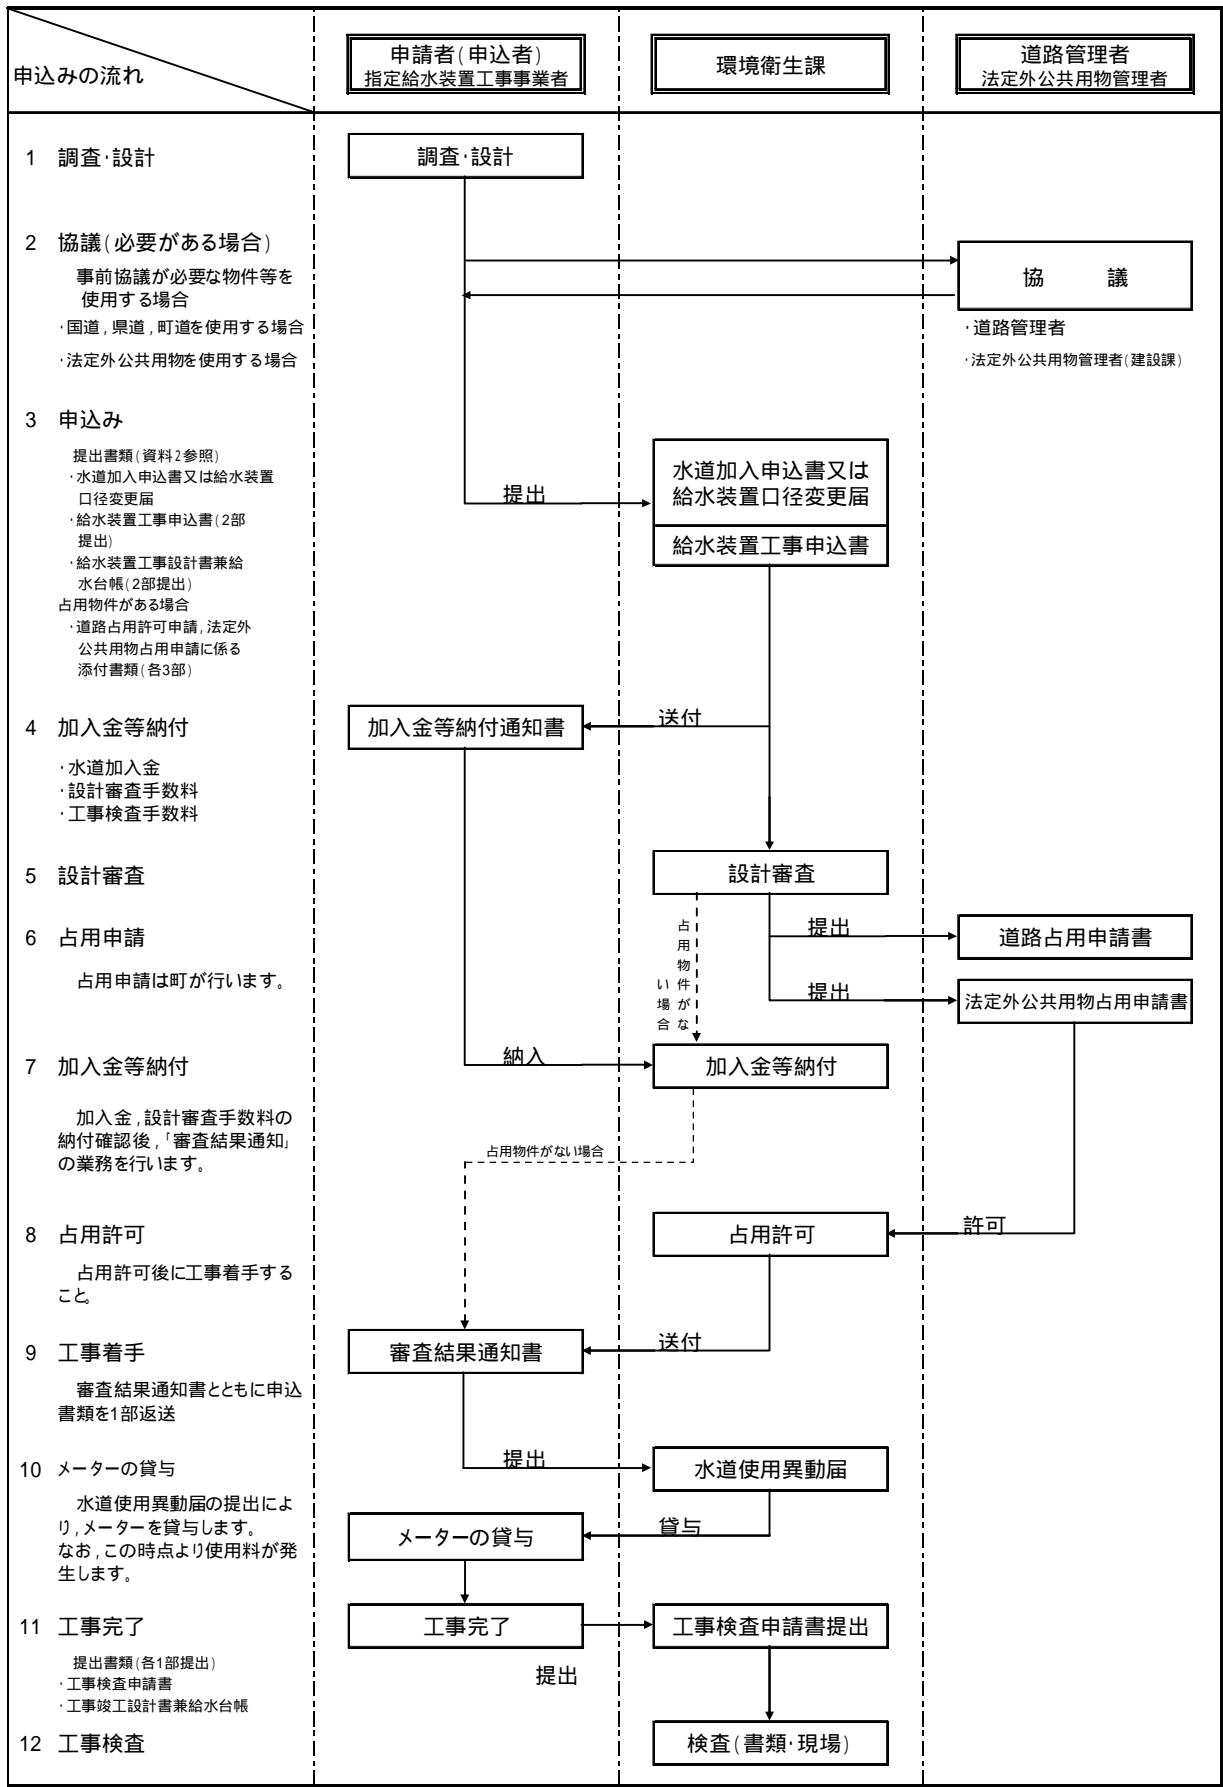 申込みの流れ
申請者(申込者)
指定給水装置工事事業者
環境衛生課
道路管理者
法定外公共用物管理者
1 調査・設計
調査・設計
2 協議(必要がある場合)
事前協議が必要な物件等を
使用する場合
・国道,県道,町道を使用する場合
・法定外公共用物を使用する場合
協 議
・道路管理者
・法定外公共用物管理者(建設課)
3 申込み
提出書類(資料2参照)
・水道加入申込書又は給水装置
口径変更届
・給水装置工事申込書(2部
提出)
・給水装置工事設計書兼給
水台帳(2部提出)
占用物件がある場合
・道路占用許可申請,法定外
公共用物占用申請に係る
添付書類(各3部)
提出
水道加入申込書又は
給水装置口径変更届
給水装置工事申込書
4 加入金等納付
・水道加入金
・設計審査手数料
・工事検査手数料
加入金等納付通知書
送付
5 設計審査
設計審査
6 占用申請
占用申請は町が行います。
占用物件がな
い場合
提出
道路占用申請書
提出
法定外公共用物占用申請書
7 加入金等納付
加入金,設計審査手数料の
納付確認後,「審査結果通知」
の業務を行います。
納入
加入金等納付
占用物件がない場合
8 占用許可
占用許可後に工事着手する
こと。
占用許可
許可
9 工事着手
審査結果通知書とともに申込
書類を1部返送
審査結果通知書
送付
10 メーターの貸与
水道使用異動届の提出によ
り,メーターを貸与します。
なお,この時点より使用料が発
生します。
提出
水道使用異動届
メーターの貸与
貸与
11 工事完了
提出書類(各1部提出)
・工事検査申請書
・工事竣工設計書兼給水台帳
工事完了
提出
工事検査申請書提出
12 工事検査
検査(書類・現場)